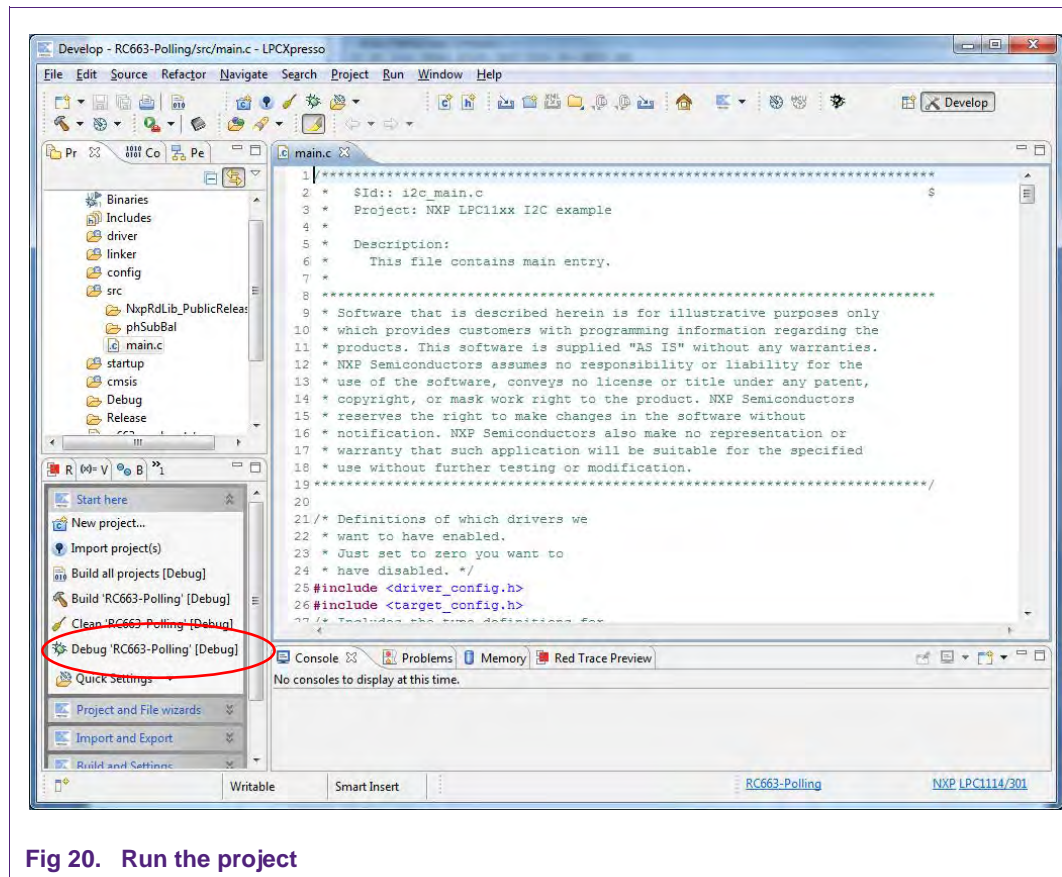 Develop - RC663-Polling/src/main.c - LPCXpresso
File Edit Source Refactor Navigate Search Project Run Window Help
Develop
Pr Co Pe
main.c
Binaries
Includes
driver
linker
config
src
NxpRdLib_PublicReleas
phSubBal
main.c
startup
cmsis
Debug
Release
1 /*****************************************************************************
2 * $Id:: i2c_main.c $
3 * Project: NXP LPC11xx I2C example
4 *
5 * Description:
6 * This file contains main entry.
7 *
8 *****************************************************************************
9 * Software that is described herein is for illustrative purposes only
10 * which provides customers with programming information regarding the
11 * products. This software is supplied "AS IS" without any warranties.
12 * NXP Semiconductors assumes no responsibility or liability for the
13 * use of the software, conveys no license or title under any patent,
14 * copyright, or mask work right to the product. NXP Semiconductors
15 * reserves the right to make changes in the software without
16 * notification. NXP Semiconductors also make no representation or
17 * warranty that such application will be suitable for the specified
18 * use without further testing or modification.
19 *****************************************************************************/
20
21 /* Definitions of which drivers we
22 * want to have enabled.
23 * Just set to zero you want to
24 * have disabled. */
25 #include <driver_config.h>
26 #include <target_config.h>
27 /* Includes the type definitions for
R (x)= V B »1
Start here
New project...
Import project(s)
Build all projects [Debug]
Build 'RC663-Polling' [Debug]
Clean 'RC663-Polling' [Debug]
Debug 'RC663-Polling' [Debug]
Quick Settings
Project and File wizards
Import and Export
Build and Settings
Console Problems Memory Red Trace Preview
No consoles to display at this time.
Writable Smart Insert RC663-Polling NXP LPC1114/301
Fig 20. Run the project